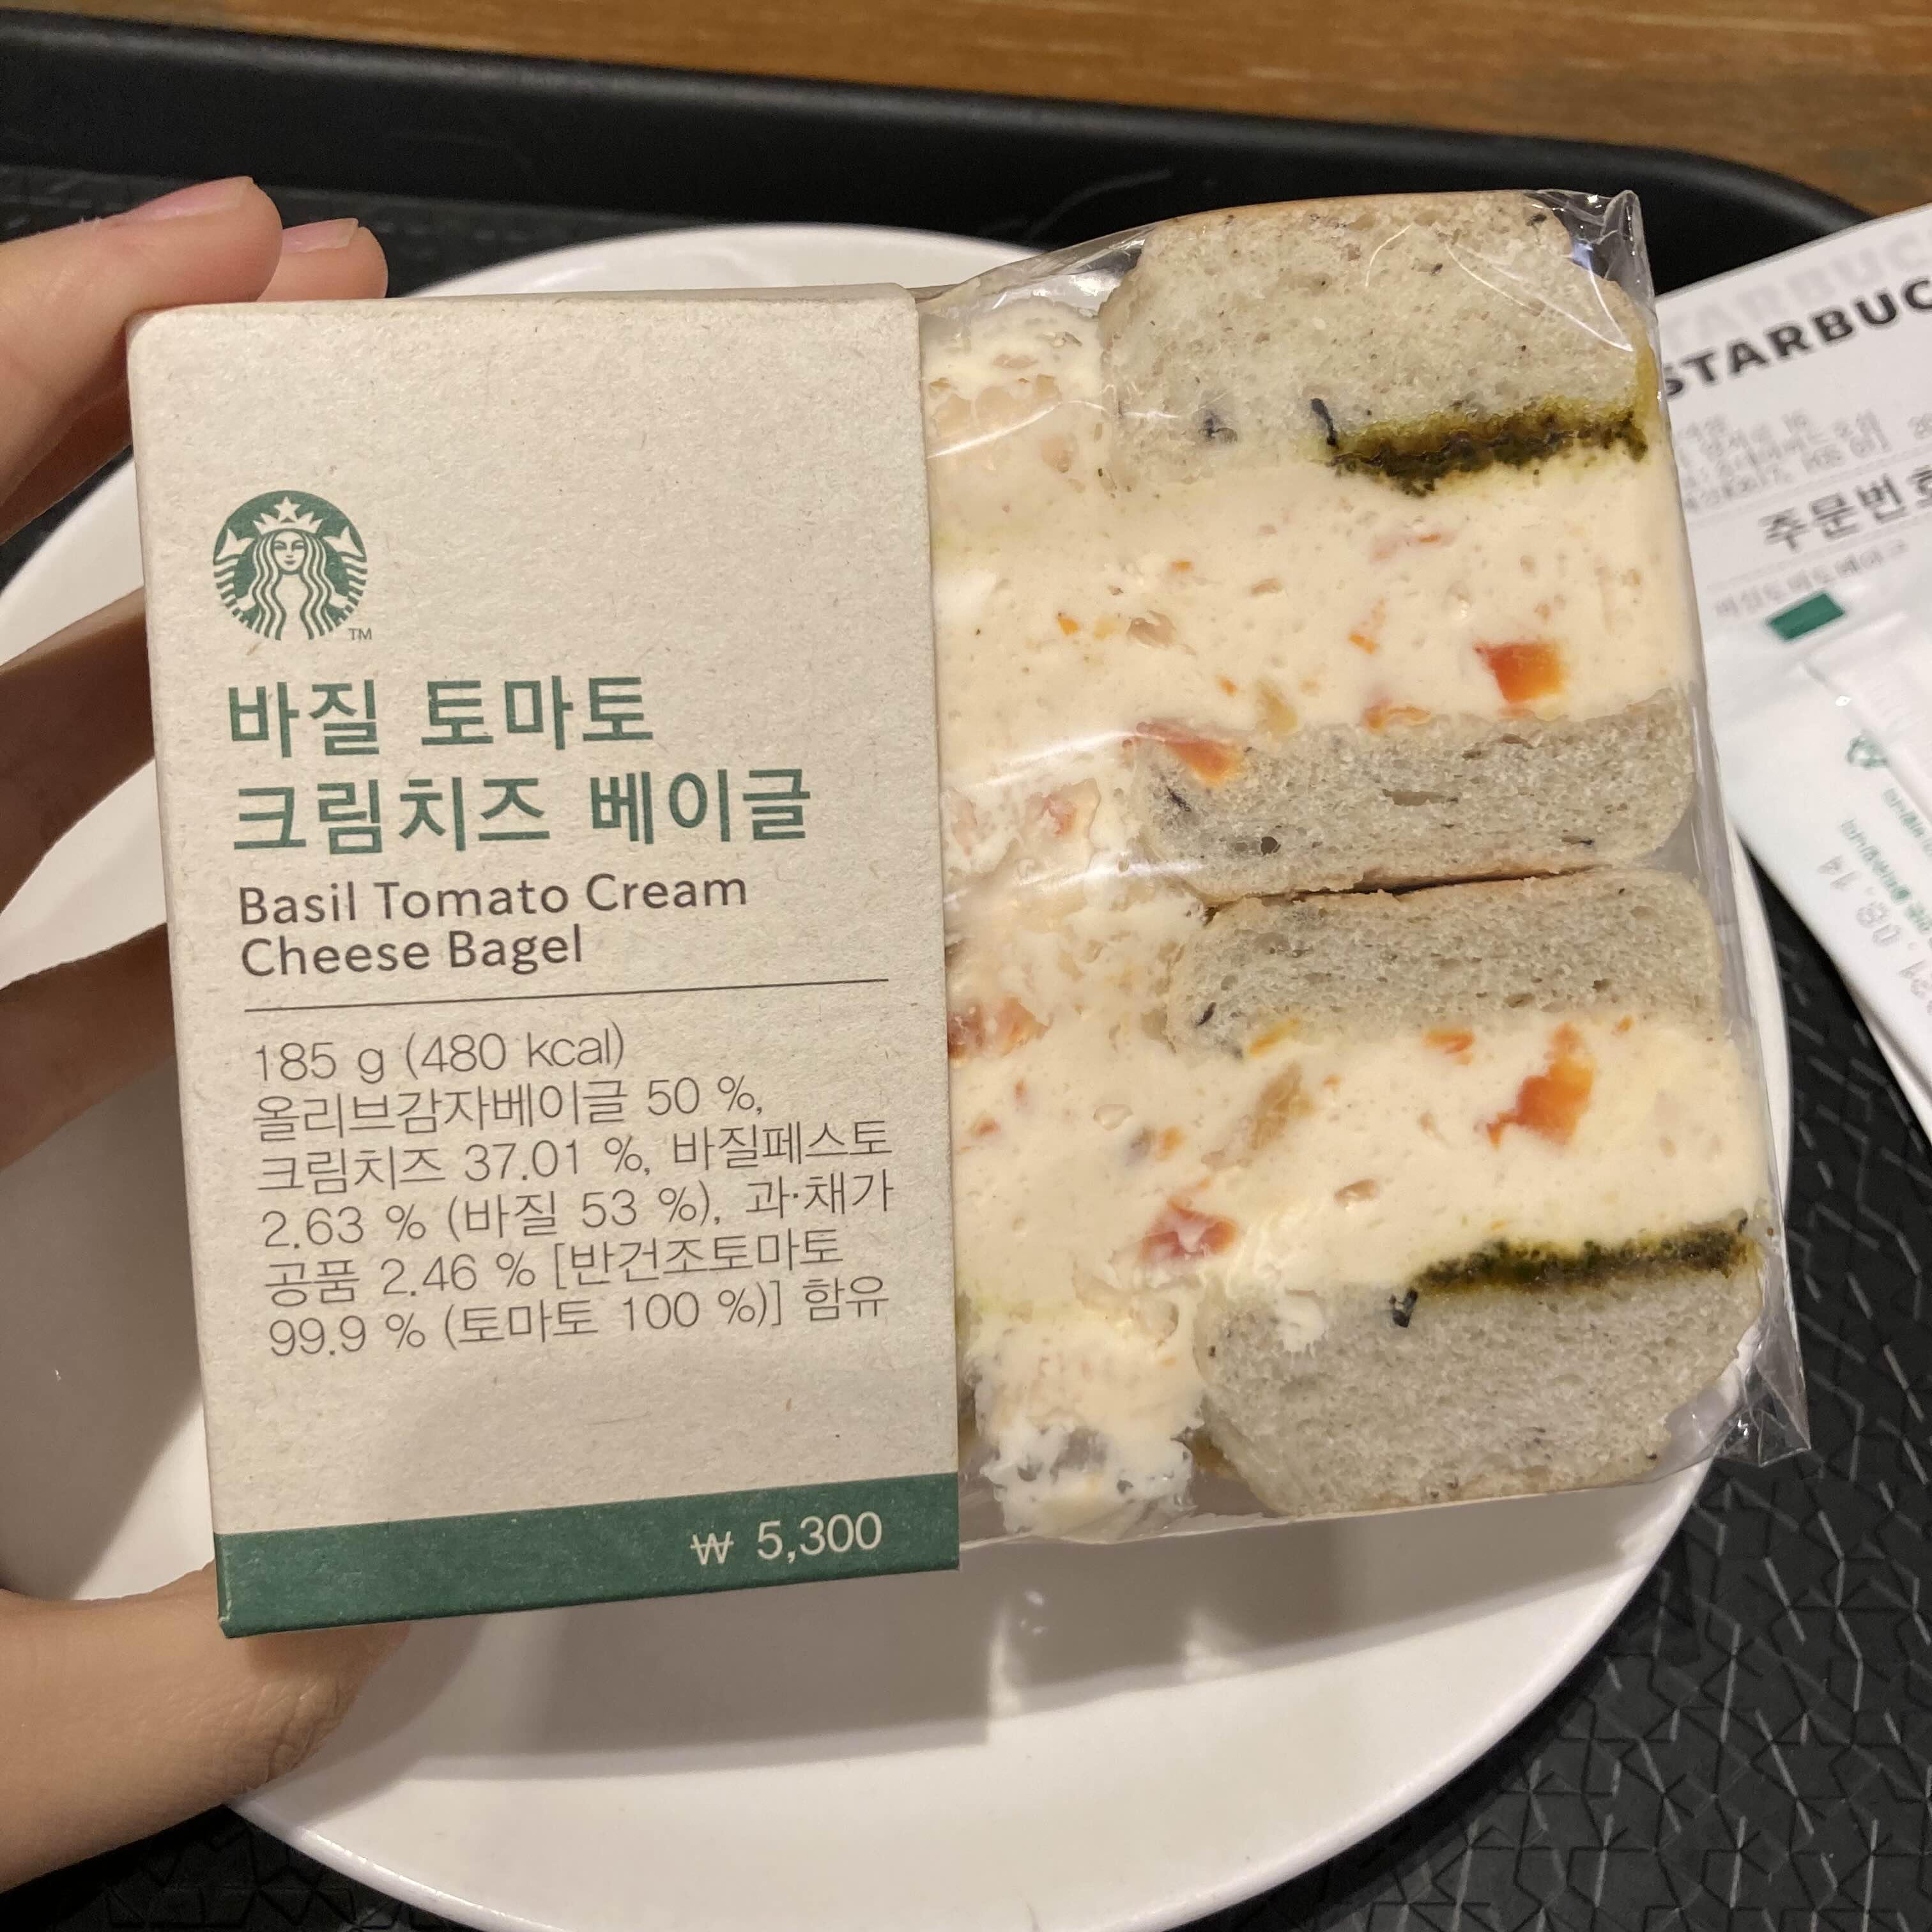 TM
바질 토마토
크림치즈 베이글
Basil Tomato Cream
Cheese Bagel
185 g (480 kcal)
올리브감자베이글 50 %,
크림치즈 37.01 %, 바질페스토
2.63 % (바질 53 %), 과·채가
공품 2.46 % [반건조토마토
99.9 % (토마토 100 %)] 함유
₩ 5,300
STARBUC
주문번호